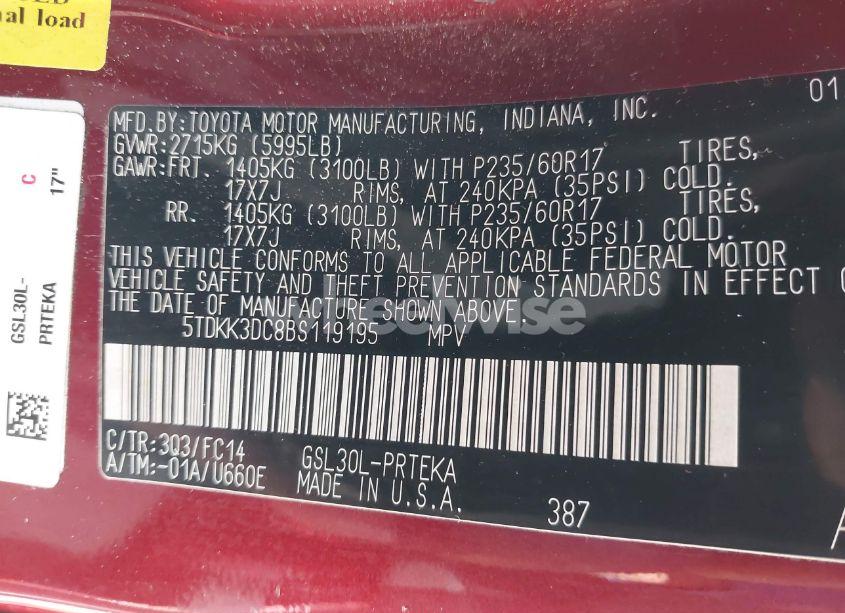 nal load
C
17"
GSL30L-
PRTEKA
01
MFD.BY:TOYOTA MOTOR MANUFACTURING, INDIANA, INC.
GVWR:2715KG (5995LB)
GAWR:FRT. 1405KG (3100LB) WITH P235/60R17 TIRES,
17X7J RIMS, AT 240KPA (35PSI) COLD.
RR. 1405KG (3100LB) WITH P235/60R17 TIRES,
17X7J RIMS, AT 240KPA (35PSI) COLD.
THIS VEHICLE CONFORMS TO ALL APPLICABLE FEDERAL MOTOR
VEHICLE SAFETY AND THEFT PREVENTION STANDARDS IN EFFECT
THE DATE OF MANUFACTURE SHOWN ABOVE.
5TDKK3DC8BS119195 MPV
C/TR:3Q3/FC14
A/TM:-01A/U660E
GSL30L-PRTEKA
MADE IN U.S.A.
387